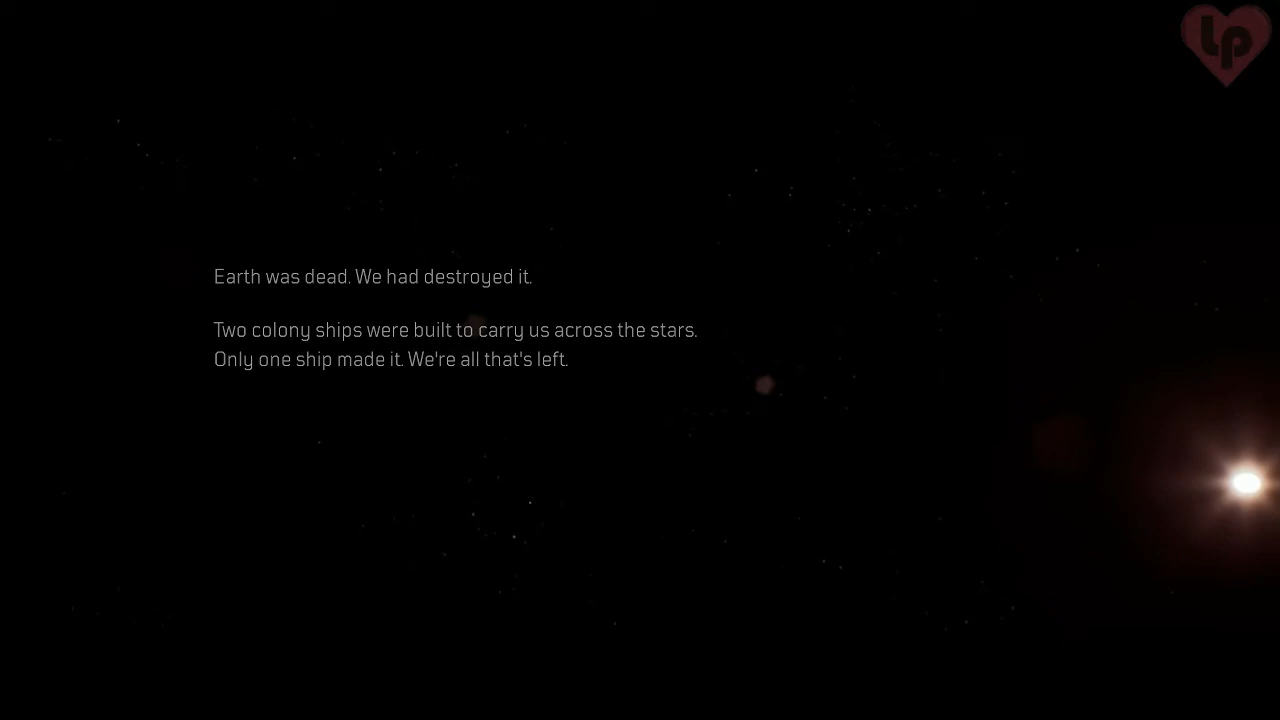 Lp
Earth was dead. We had destroyed it.
Two colony ships were built to carry us across the stars.
Only one ship made it. We're all that's left.